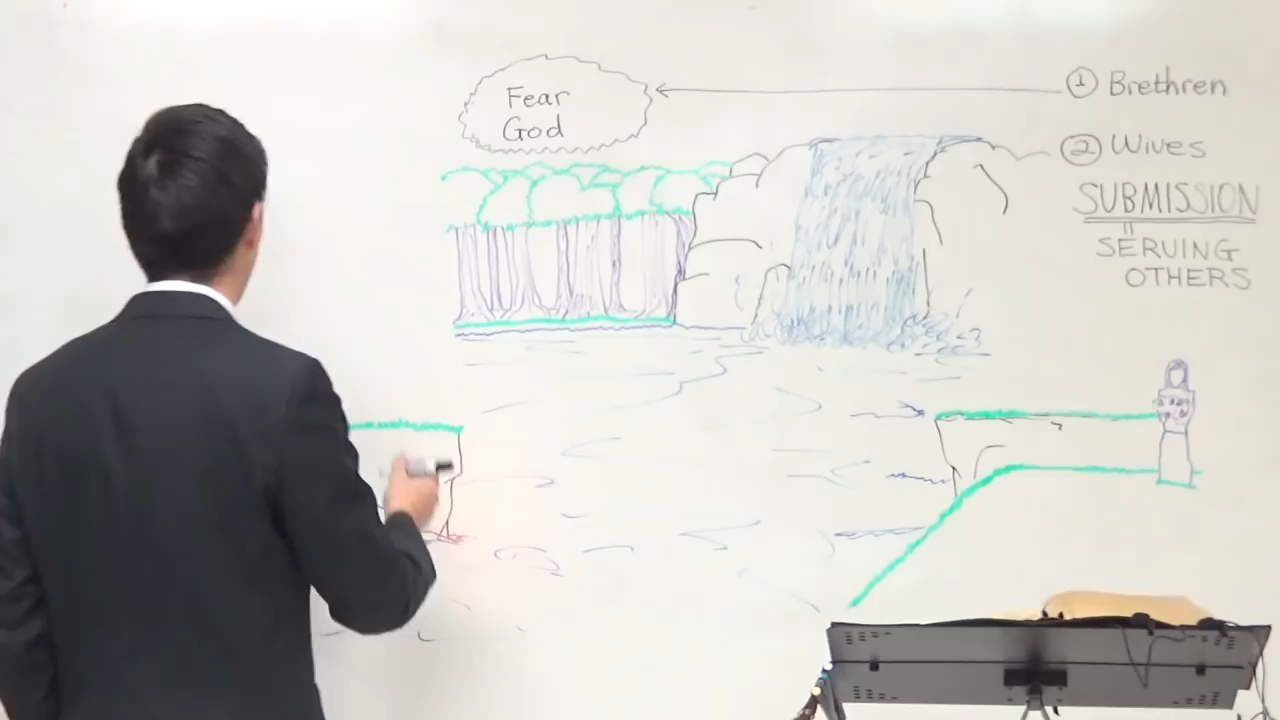 Fear
God
① Brethren
② Wives
SUBMISSION
=
SERVING
OTHERS